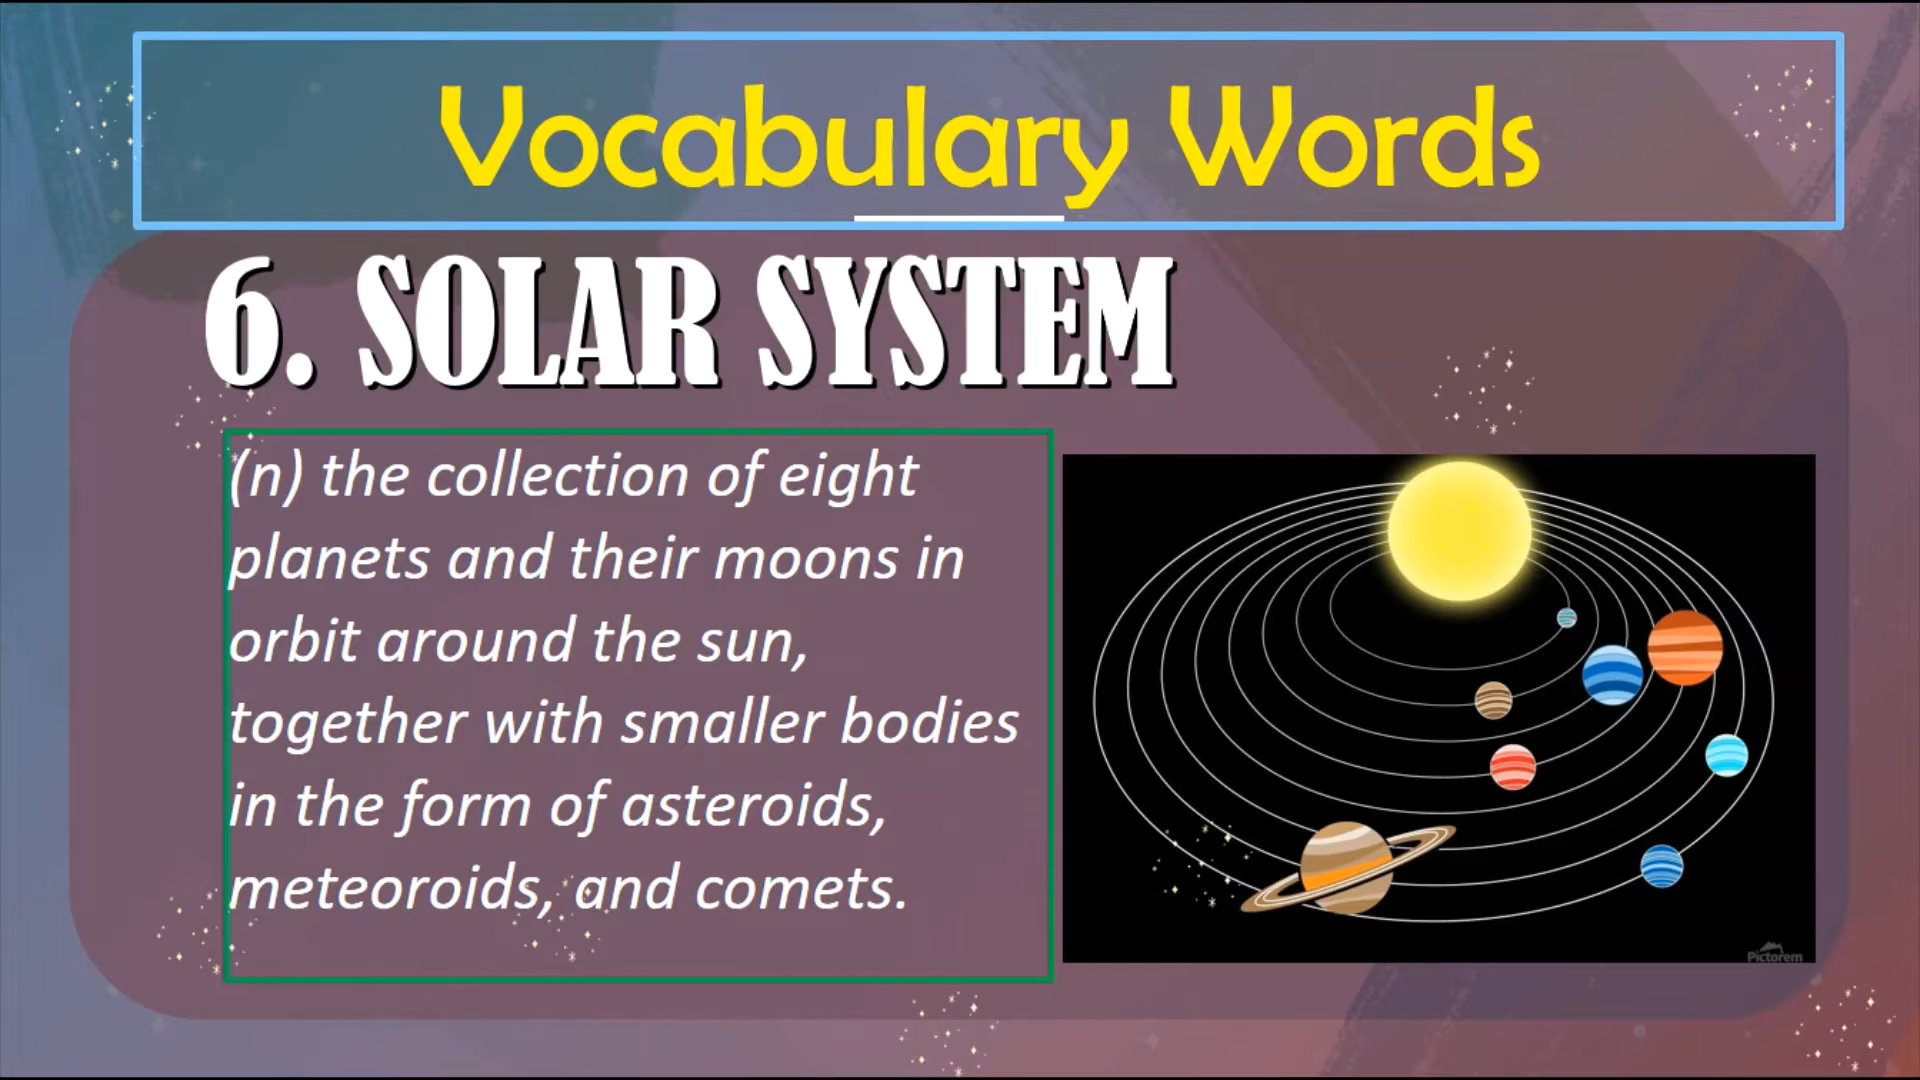 Vocabulary Words
6. SOLAR SYSTEM
(n) the collection of eight
planets and their moons in
orbit around the sun,
together with smaller bodies
in the form of asteroids,
meteoroids, and comets.
Pictorem